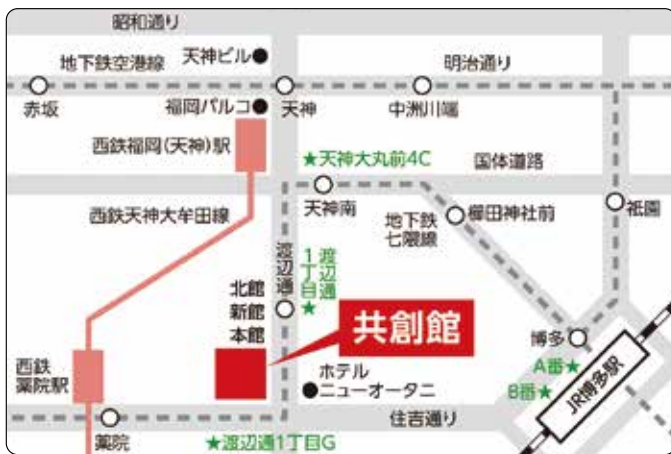 昭和通り
地下鉄空港線
天神ビル●
明治通り
赤坂
福岡パルコ●
天神
中洲川端
西鉄福岡(天神)駅
★天神大丸前4C
国体道路
西鉄天神大牟田線
天神南
地下鉄
七隈線
櫛田神社前
祇園
渡辺通
渡辺通
1丁目
★
北館
新館
本館
共創館
博多
A番★
B番★
JR博多駅
西鉄
薬院駅
ホテル
●ニューオータニ
住吉通り
薬院
★渡辺通1丁目G